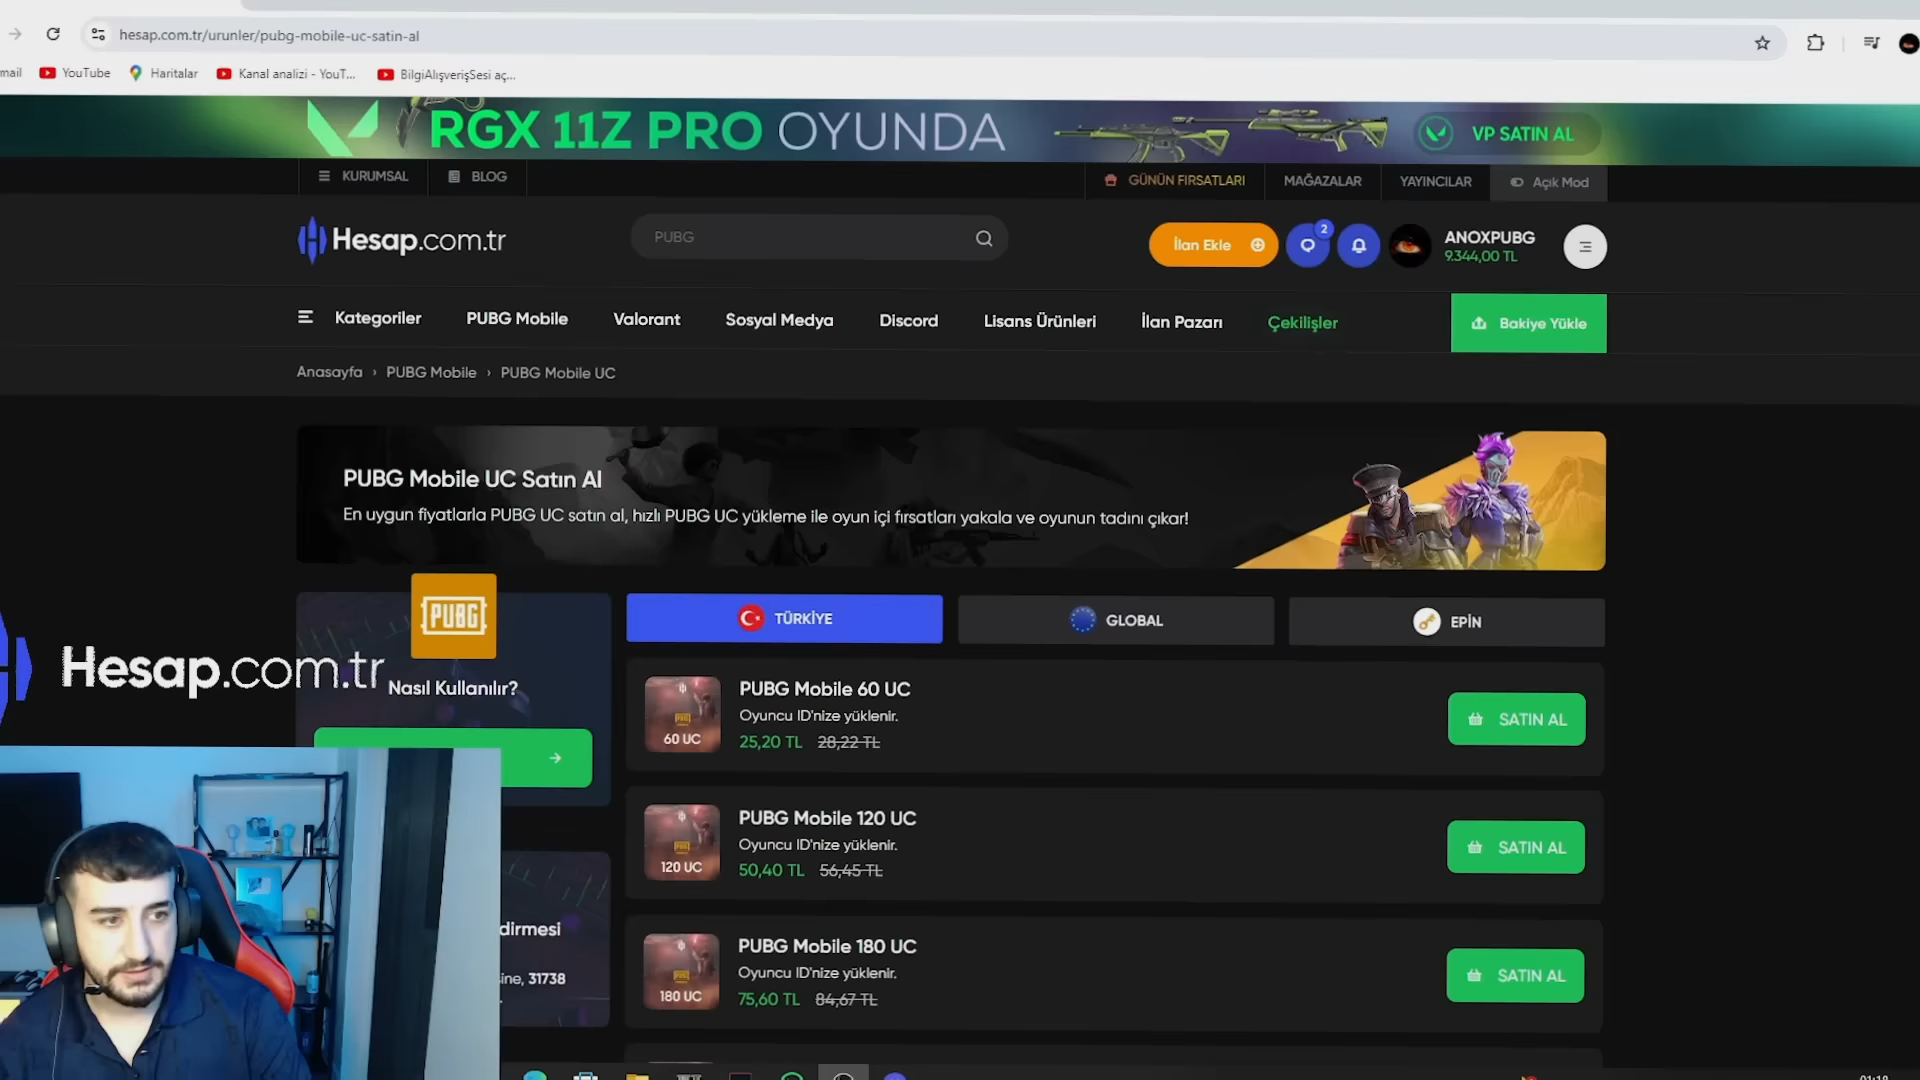 hesap.com.tr/urunler/pubg-mobile-uc-satin-al
mail YouTube Haritalar Kanal analizi - YouT... BilgiAlışverişSesi aç...
RGX 11Z PRO OYUNDA VP SATIN AL
KURUMSAL BLOG GÜNÜN FIRSATLARI MAĞAZALAR YAYINCILAR Açık Mod
Hesap.com.tr PUBG İlan Ekle 2 ANOXPUBG
9.344,00 TL
Kategoriler PUBG Mobile Valorant Sosyal Medya Discord Lisans Ürünleri İlan Pazarı Çekilişler Bakiye Yükle
Anasayfa › PUBG Mobile › PUBG Mobile UC
PUBG Mobile UC Satın Al
En uygun fiyatlarla PUBG UC satın al, hızlı PUBG UC yükleme ile oyun içi fırsatları yakala ve oyunun tadını çıkar!
PUBG
TÜRKİYE GLOBAL EPİN
Hesap.com.tr
Nasıl Kullanılır?
PUBG Mobile 60 UC
Oyuncu ID'nize yüklenir.
25,20 TL 28,22 TL
60 UC
SATIN AL
PUBG Mobile 120 UC
Oyuncu ID'nize yüklenir.
50,40 TL 56,45 TL
120 UC
SATIN AL
dirmesi
ine, 31738
PUBG Mobile 180 UC
Oyuncu ID'nize yüklenir.
75,60 TL 84,67 TL
180 UC
SATIN AL